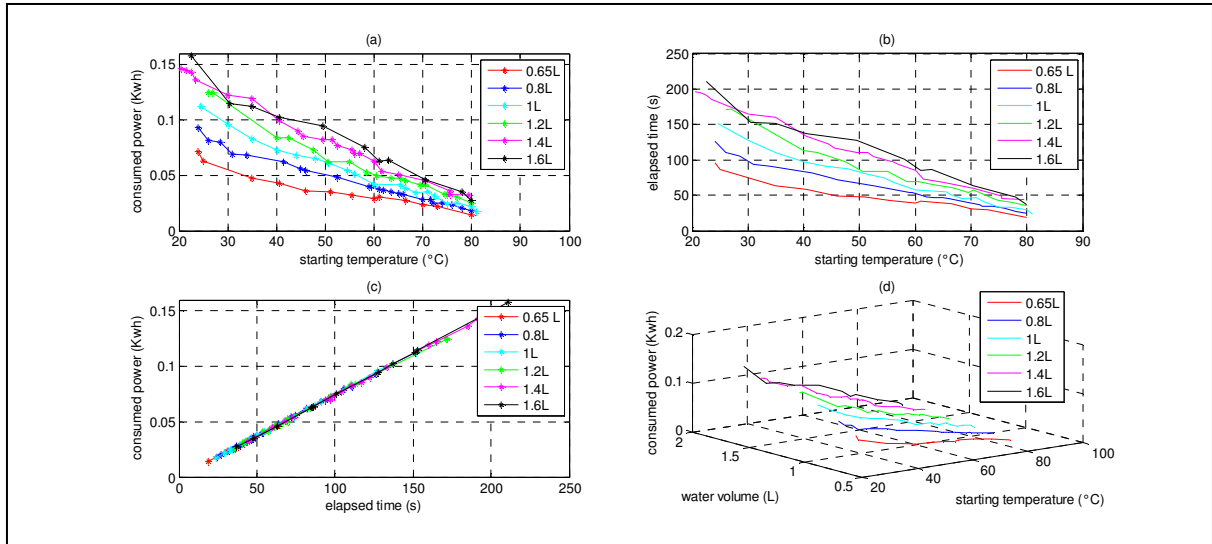 (a)
consumed power (Kwh)
0.15
0.1
0.05
0
20 30 40 50 60 70 80 90 100
starting temperature (°C)
0.65L
0.8L
1L
1.2L
1.4L
1.6L
(b)
elapsed time (s)
250
200
150
100
50
0
20 30 40 50 60 70 80 90
starting temperature (°C)
0.65 L
0.8L
1L
1.2L
1.4L
1.6L
(c)
consumed power (Kwh)
0.15
0.1
0.05
0
0 50 100 150 200 250
elapsed time (s)
0.65 L
0.8L
1L
1.2L
1.4L
1.6L
(d)
consumed power (Kwh)
0.2
0.1
0
2
1.5
1
0.5
water volume (L)
20
40
60
80
100
starting temperature (°C)
0.65 L
0.8L
1L
1.2L
1.4L
1.6L